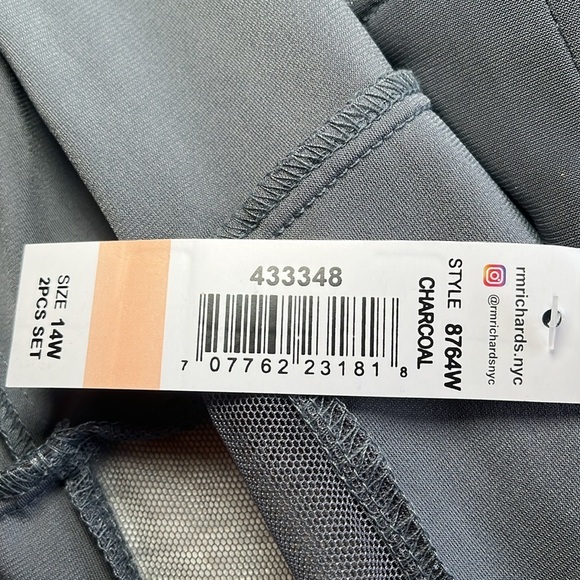 SIZE 14W
2PCS SET
433348
7 07762 23181 8
STYLE 8764W
CHARCOAL
rmrichards.nyc
@rmrichardsnyc